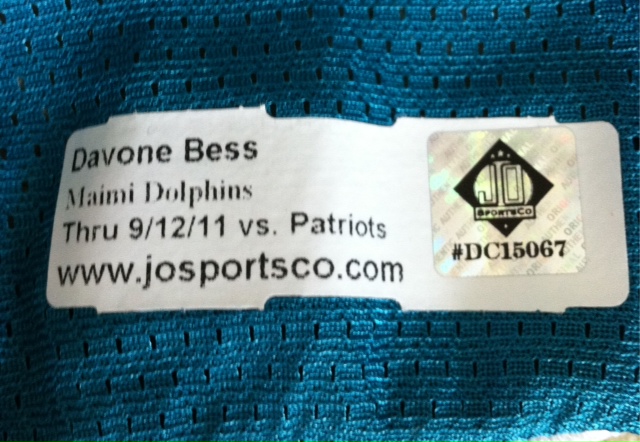 Davone Bess
Maimi Dolphins
Thru 9/12/11 vs. Patriots
www.josportsco.com
JO
SPORTSCO
#DC15067